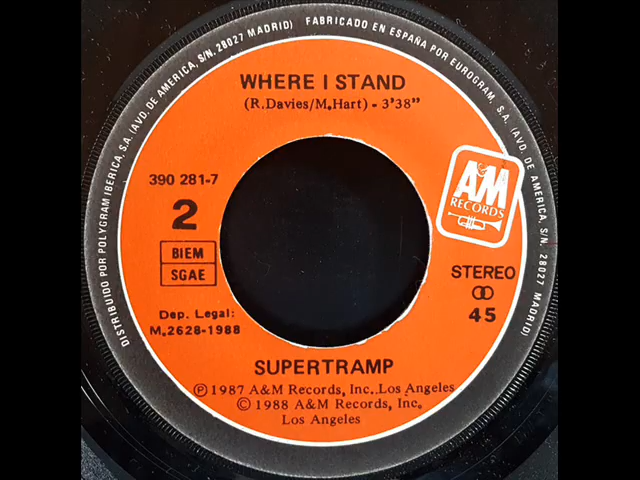 FABRICADO EN ESPAÑA POR EUROGRAM, S.A. (AVD. DE AMERICA, S/N. 28027 MADRID)
DISTRIBUIDO POR POLYGRAM IBERICA, S.A. (AVD. DE AMERICA, S/N. 28027 MADRID)
WHERE I STAND
(R.Davies/M.Hart) - 3'38"
390 281-7
2
BIEM
SGAE
A&M
RECORDS
STEREO
45
Dep. Legal:
M.2628-1988
SUPERTRAMP
Ⓟ 1987 A&M Records, Inc. Los Angeles
© 1988 A&M Records, Inc.
Los Angeles